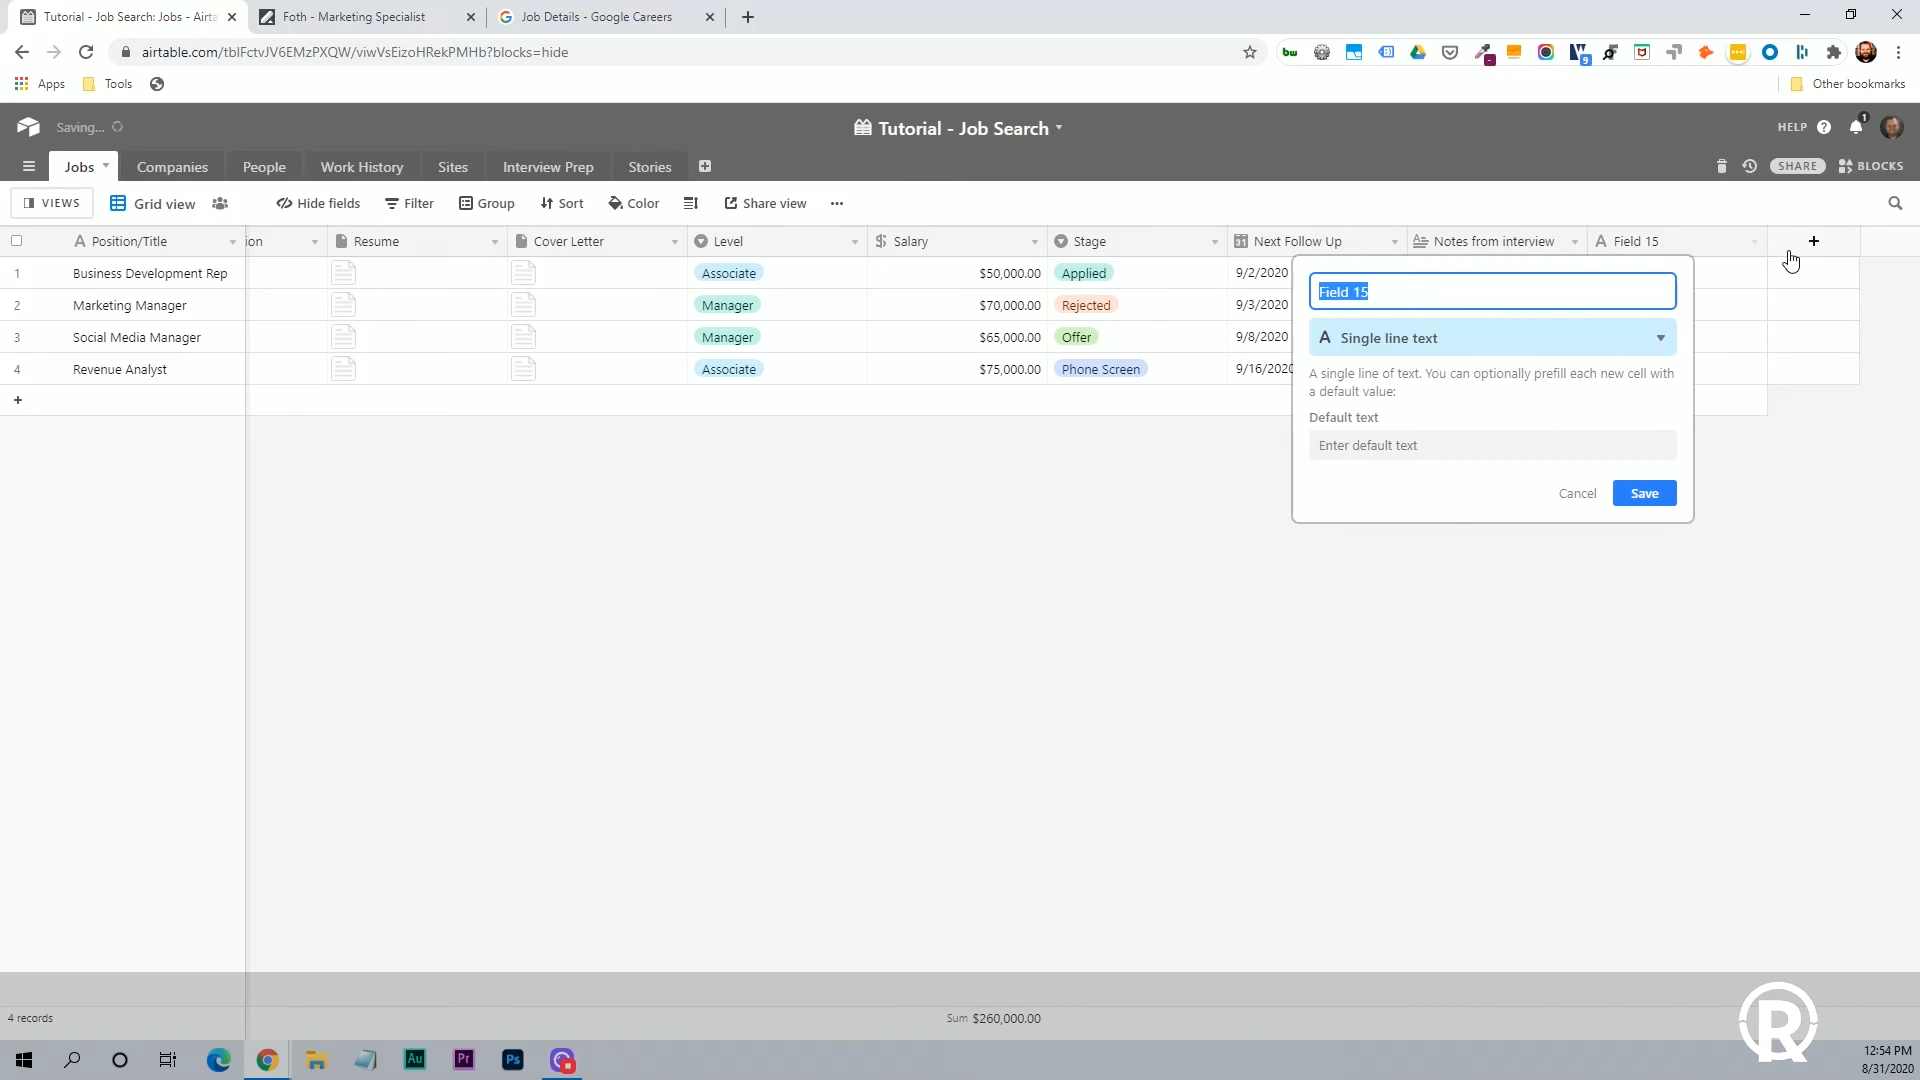 Tutorial - Job Search: Jobs - Airta
Foth - Marketing Specialist
Job Details - Google Careers
airtable.com/tblFctvJV6EMzPXQW/viwVsEizoHRekPMHb?blocks=hide
Apps
Tools
Other bookmarks
Saving...
Tutorial - Job Search
HELP
1
Jobs
Companies
People
Work History
Sites
Interview Prep
Stories
SHARE
BLOCKS
VIEWS
Grid view
Hide fields
Filter
Group
Sort
Color
Share view
Position/Title
ion
Resume
Cover Letter
Level
Salary
Stage
Next Follow Up
Notes from interview
Field 15
1 Business Development Rep Associate $50,000.00 Applied 9/2/2020
2 Marketing Manager Manager $70,000.00 Rejected 9/3/2020
3 Social Media Manager Manager $65,000.00 Offer 9/8/2020
4 Revenue Analyst Associate $75,000.00 Phone Screen 9/16/2020
Field 15
Single line text
A single line of text. You can optionally prefill each new cell with
a default value:
Default text
Enter default text
Cancel
Save
4 records
Sum $260,000.00
R
Au
Pr
Ps
12:54 PM
8/31/2020